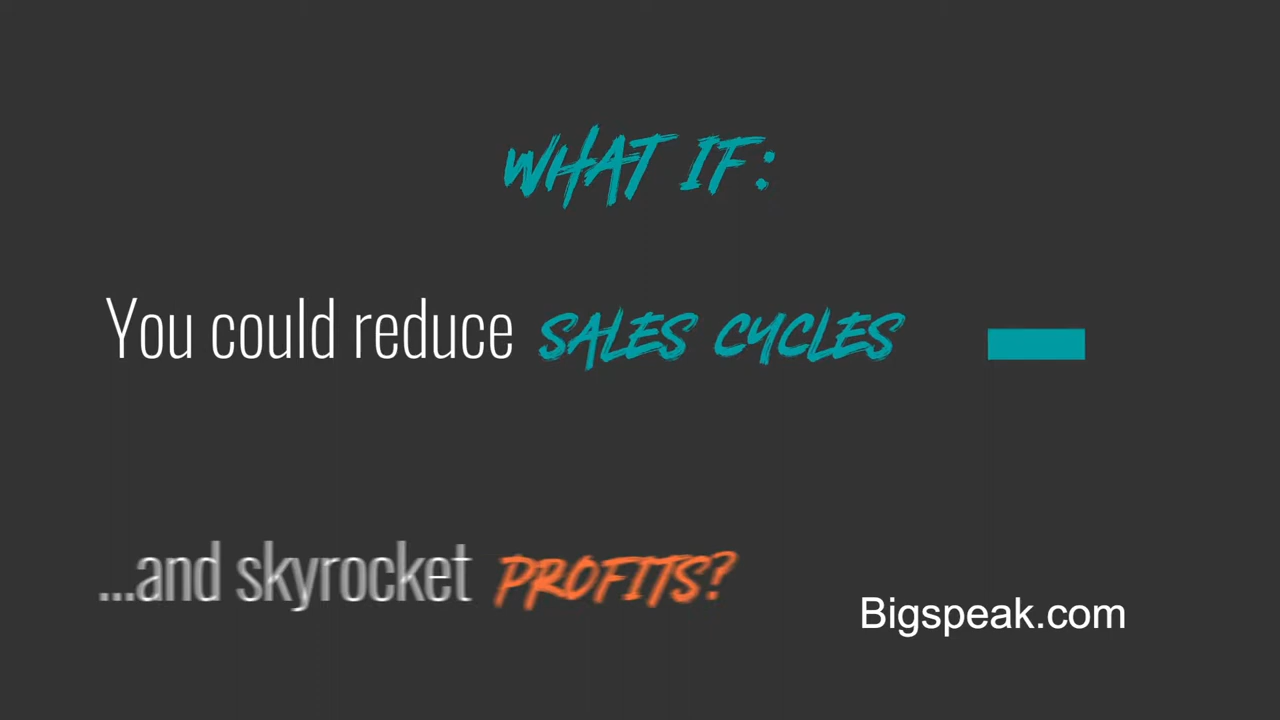 WHAT IF:
You could reduce SALES CYCLES
...and skyrocket PROFITS?
Bigspeak.com